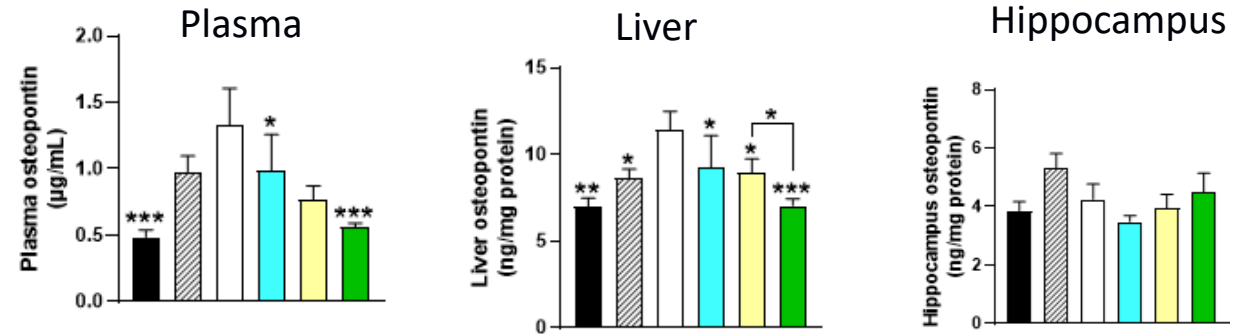 Plasma
Plasma osteopontin
(µg/mL)
2.0
1.5
1.0
0.5
0.0
***
*
***
Liver
Liver osteopontin
(ng/mg protein)
15
10
5
0
**
*
*
*
*
***
Hippocampus
Hippocampus osteopontin
(ng/mg protein)
8
6
4
2
0